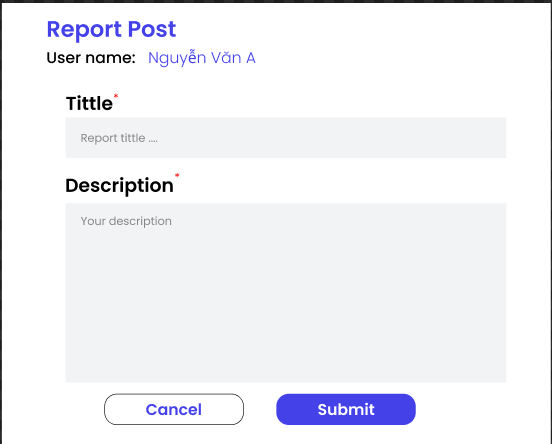 Report Post
User name: Nguyễn Văn A
Tittle*
Report tittle ....
Description*
Your description
Cancel Submit